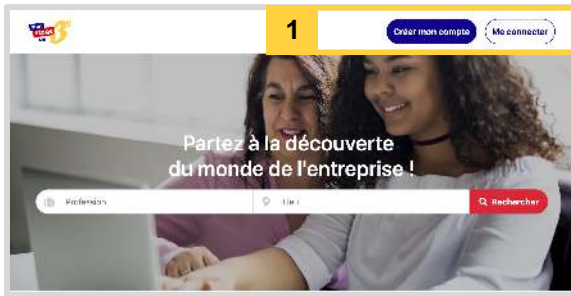 1
Créer mon compte
Me connecter
Partez à la découverte
du monde de l'entreprise !
Profession
Lieu
Rechercher